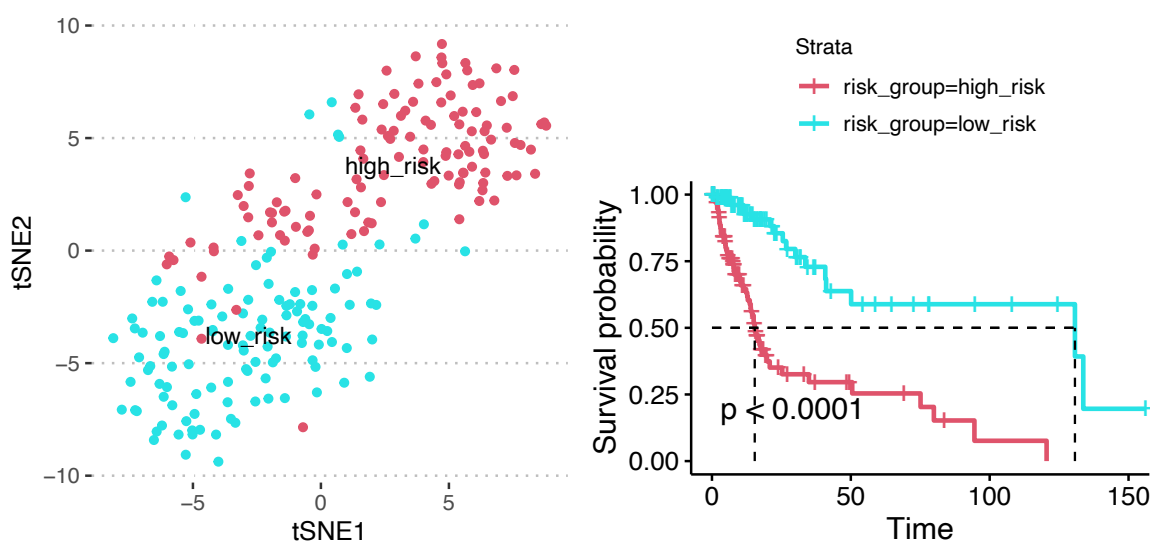 10
5
0
−5
−10
tSNE2
high_risk
low_risk
−5
0
5
tSNE1
Strata
risk_group=high_risk
risk_group=low_risk
1.00
0.75
0.50
0.25
0.00
Survival probability
p < 0.0001
0
50
100
150
Time